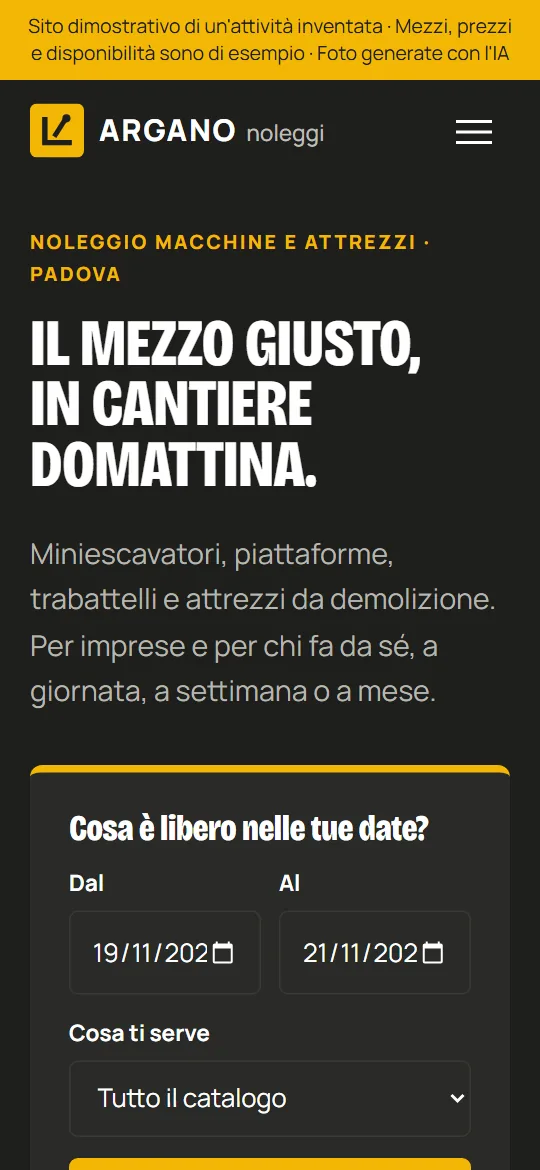 Sito dimostrativo di un'attività inventata · Mezzi, prezzi
e disponibilità sono di esempio · Foto generate con l'IA
ARGANO noleggi
NOLEGGIO MACCHINE E ATTREZZI ·
PADOVA
IL MEZZO GIUSTO,
IN CANTIERE
DOMATTINA.
Miniescavatori, piattaforme,
trabattelli e attrezzi da demolizione.
Per imprese e per chi fa da sé, a
giornata, a settimana o a mese.
Cosa è libero nelle tue date?
Dal Al
19/11/202 21/11/202
Cosa ti serve
Tutto il catalogo